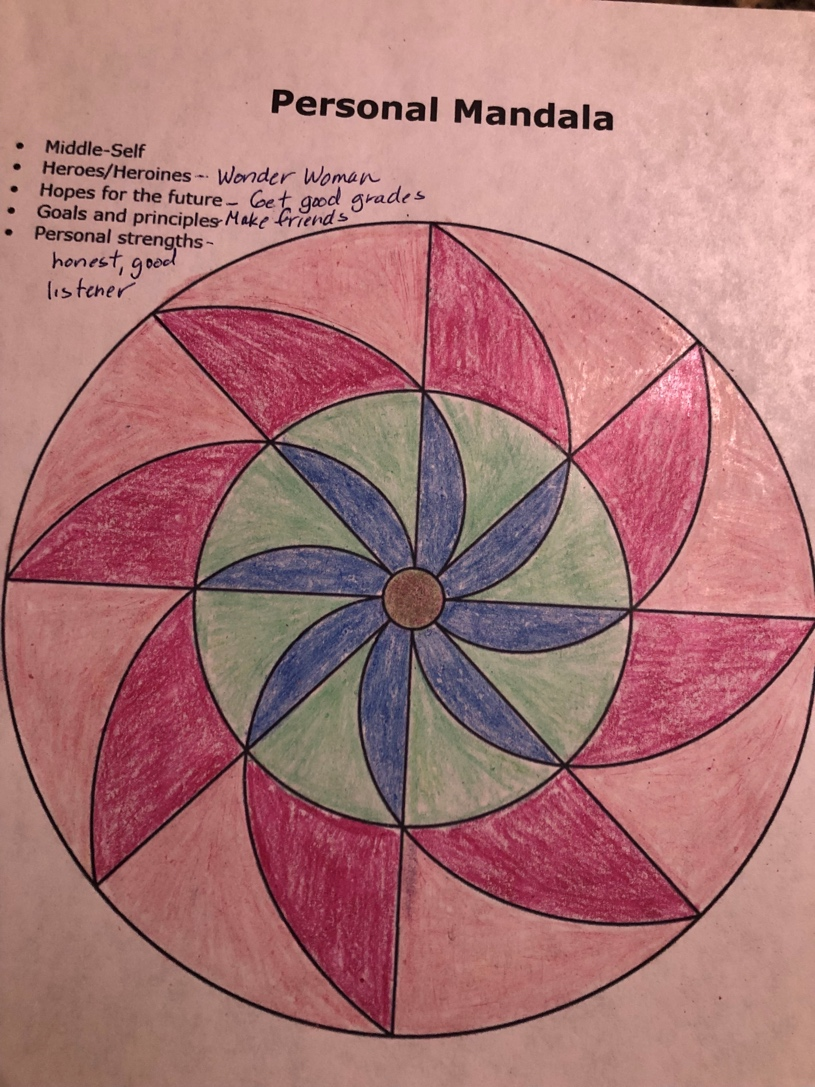 Personal Mandala
• Middle-Self
• Heroes/Heroines - Wonder Woman
• Hopes for the future - Get good grades
• Goals and principles - Make friends
• Personal strengths -
honest, good
listener